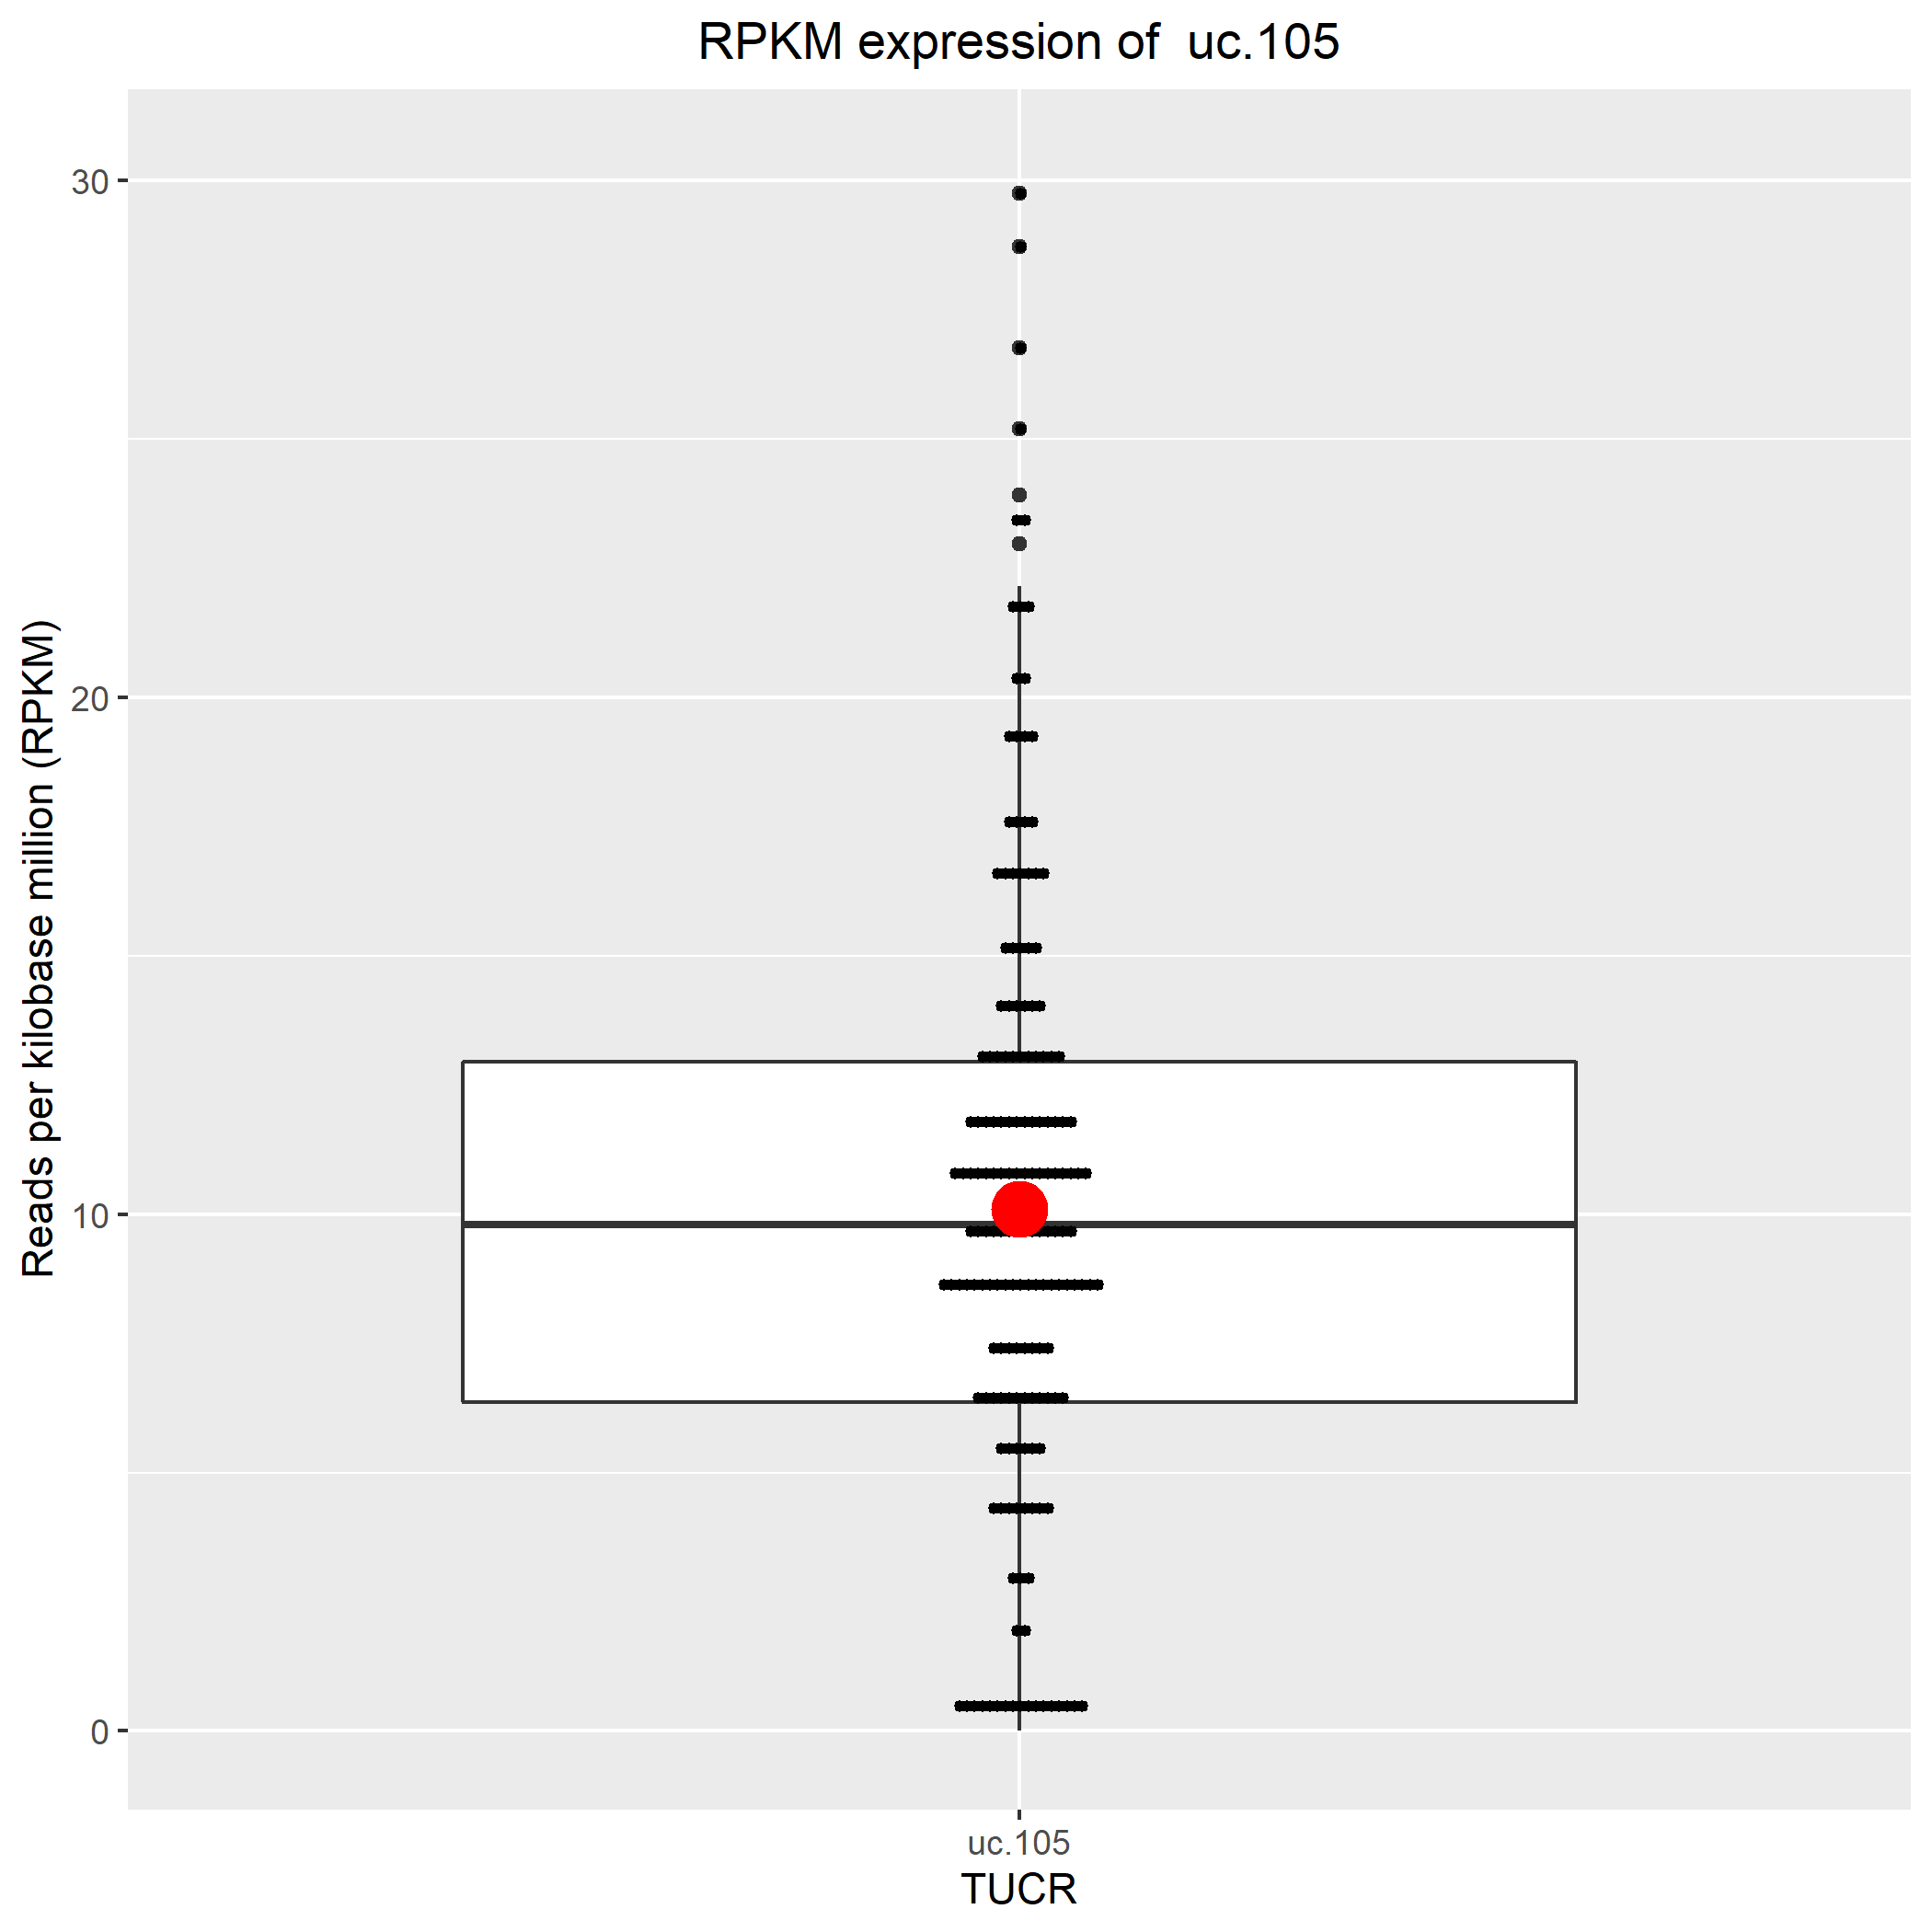 RPKM expression of  uc.105
Reads per kilobase million (RPKM)
30
20
10
0
uc.105
TUCR